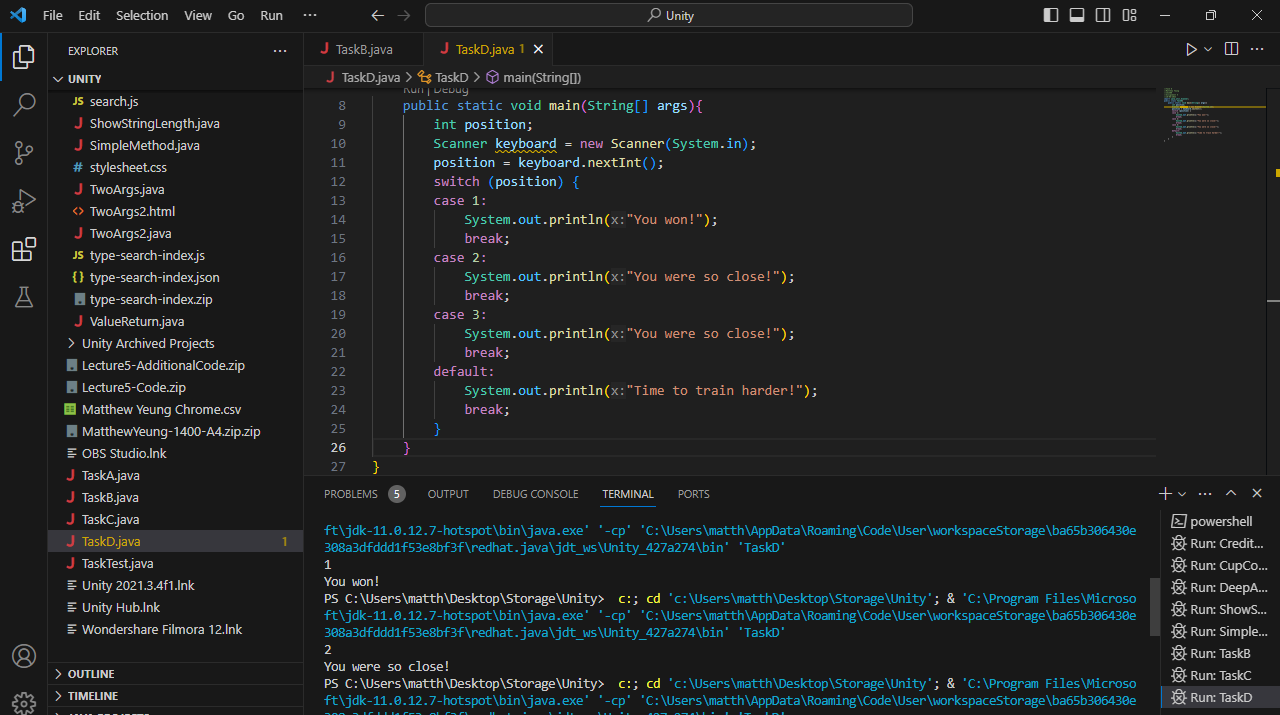 File Edit Selection View Go Run ··· Unity
EXPLORER ···
UNITY
JS search.js
J ShowStringLength.java
J SimpleMethod.java
# stylesheet.css
J TwoArgs.java
<> TwoArgs2.html
J TwoArgs2.java
JS type-search-index.js
{} type-search-index.json
type-search-index.zip
J ValueReturn.java
Unity Archived Projects
Lecture5-AdditionalCode.zip
Lecture5-Code.zip
Matthew Yeung Chrome.csv
MatthewYeung-1400-A4.zip.zip
OBS Studio.lnk
J TaskA.java
J TaskB.java
J TaskC.java
J TaskD.java 1
J TaskTest.java
Unity 2021.3.4f1.lnk
Unity Hub.lnk
Wondershare Filmora 12.lnk
OUTLINE
TIMELINE
J TaskB.java J TaskD.java 1
J TaskD.java > TaskD > main(String[])
Run | Debug
8 public static void main(String[] args){
9 int position;
10 Scanner keyboard = new Scanner(System.in);
11 position = keyboard.nextInt();
12 switch (position) {
13 case 1:
14 System.out.println(x:"You won!");
15 break;
16 case 2:
17 System.out.println(x:"You were so close!");
18 break;
19 case 3:
20 System.out.println(x:"You were so close!");
21 break;
22 default:
23 System.out.println(x:"Time to train harder!");
24 break;
25 }
26 }
27 }
PROBLEMS 5 OUTPUT DEBUG CONSOLE TERMINAL PORTS
ft\jdk-11.0.12.7-hotspot\bin\java.exe' '-cp' 'C:\Users\matth\AppData\Roaming\Code\User\workspaceStorage\ba65b306430e
308a3dfddd1f53e8bf3f\redhat.java\jdt_ws\Unity_427a274\bin' 'TaskD'
1
You won!
PS C:\Users\matth\Desktop\Storage\Unity> c:; cd 'c:\Users\matth\Desktop\Storage\Unity'; & 'C:\Program Files\Microso
ft\jdk-11.0.12.7-hotspot\bin\java.exe' '-cp' 'C:\Users\matth\AppData\Roaming\Code\User\workspaceStorage\ba65b306430e
308a3dfddd1f53e8bf3f\redhat.java\jdt_ws\Unity_427a274\bin' 'TaskD'
2
You were so close!
PS C:\Users\matth\Desktop\Storage\Unity> c:; cd 'c:\Users\matth\Desktop\Storage\Unity'; & 'C:\Program Files\Microso
ft\jdk-11.0.12.7-hotspot\bin\java.exe' '-cp' 'C:\Users\matth\AppData\Roaming\Code\User\workspaceStorage\ba65b306430e
powershell
Run: Credit...
Run: CupCo...
Run: DeepA...
Run: ShowS...
Run: Simple...
Run: TaskB
Run: TaskC
Run: TaskD